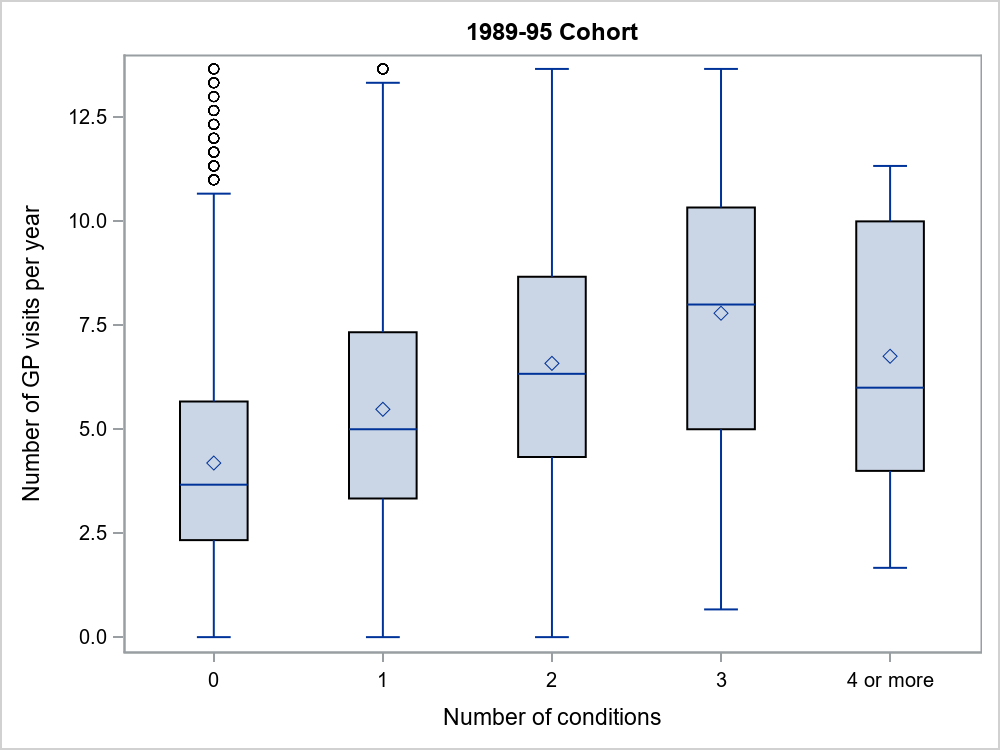 1989-95 Cohort
Number of GP visits per year
12.5
10.0
7.5
5.0
2.5
0.0
0 1 2 3 4 or more
Number of conditions